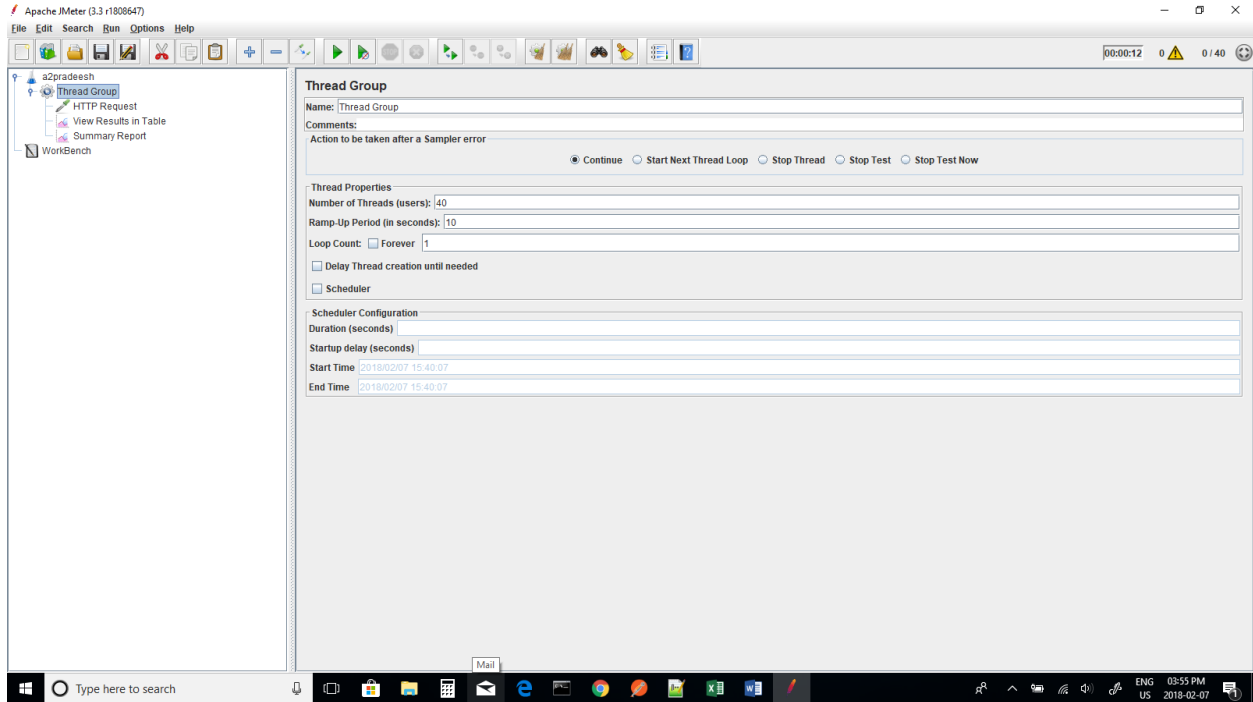 Apache JMeter (3.3 r1808647)
File Edit Search Run Options Help
00:00:12 0 0 / 40
a2pradeesh
Thread Group
HTTP Request
View Results in Table
Summary Report
WorkBench
Thread Group
Name: Thread Group
Comments:
Action to be taken after a Sampler error
Continue Start Next Thread Loop Stop Thread Stop Test Stop Test Now
Thread Properties
Number of Threads (users): 40
Ramp-Up Period (in seconds): 10
Loop Count: Forever 1
Delay Thread creation until needed
Scheduler
Scheduler Configuration
Duration (seconds)
Startup delay (seconds)
Start Time 2018/02/07 15:40:07
End Time 2018/02/07 15:40:07
Mail
Type here to search
ENG 03:55 PM
US 2018-02-07